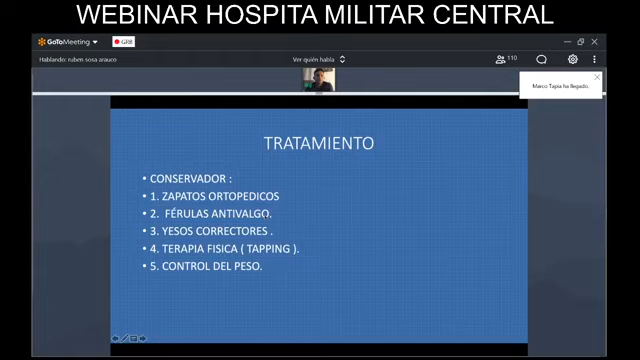 WEBINAR HOSPITA MILITAR CENTRAL
GoToMeeting
GRB
Hablando: ruben sosa arauco
Ver quién habla
110
Marco Tapia ha llegado.
TRATAMIENTO
• CONSERVADOR :
• 1. ZAPATOS ORTOPEDICOS
• 2. FÉRULAS ANTIVALGO.
• 3. YESOS CORRECTORES .
• 4. TERAPIA FISICA ( TAPPING ).
• 5. CONTROL DEL PESO.